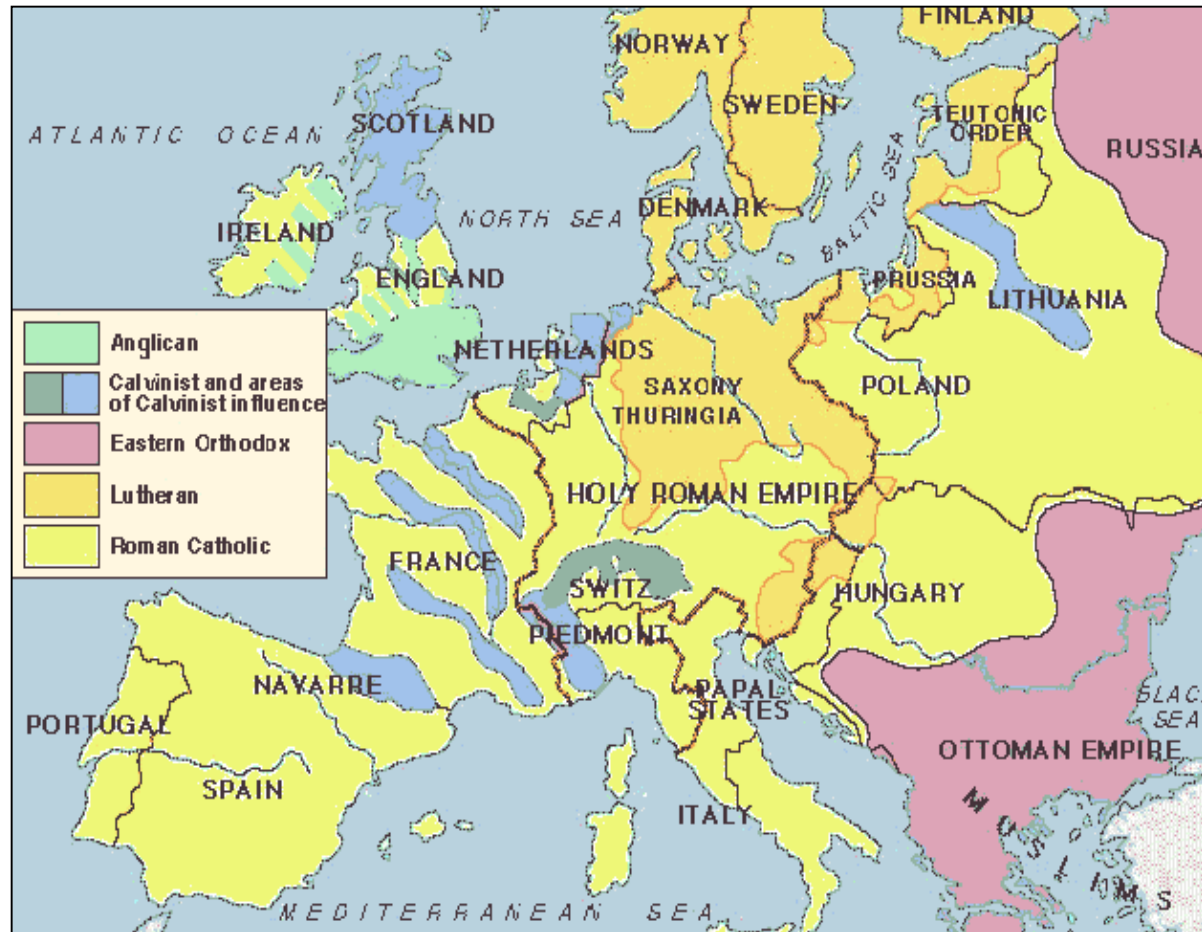 FINLAND
NORWAY
SWEDEN
TEUTONIC
ORDER
RUSSIA
ATLANTIC OCEAN
SCOTLAND
NORTH SEA
DENMARK
BALTIC SEA
IRELAND
ENGLAND
PRUSSIA
LITHUANIA
Anglican
Calvinist and areas
of Calvinist influence
Eastern Orthodox
Lutheran
Roman Catholic
NETHERLANDS
SAXONY
THURINGIA
POLAND
HOLY ROMAN EMPIRE
FRANCE
SWITZ
HUNGARY
PIEDMONT
NAVARRE
PAPAL
STATES
PORTUGAL
SPAIN
ITALY
BLAC
SEA
OTTOMAN EMPIRE
MUSLIMS
MEDITERRANEAN SEA